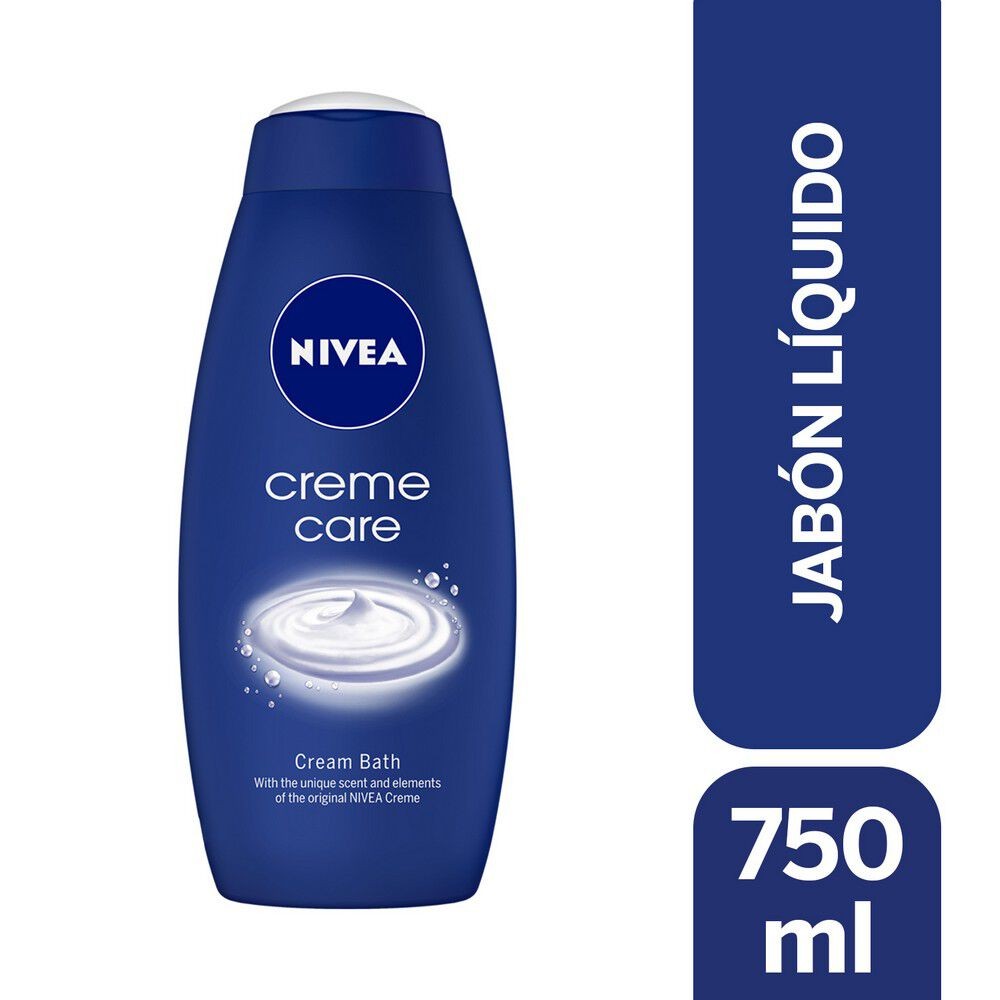 NIVEA
creme
care
Cream Bath
With the unique scent and elements
of the original NIVEA Creme
JABÓN LÍQUIDO
750
ml